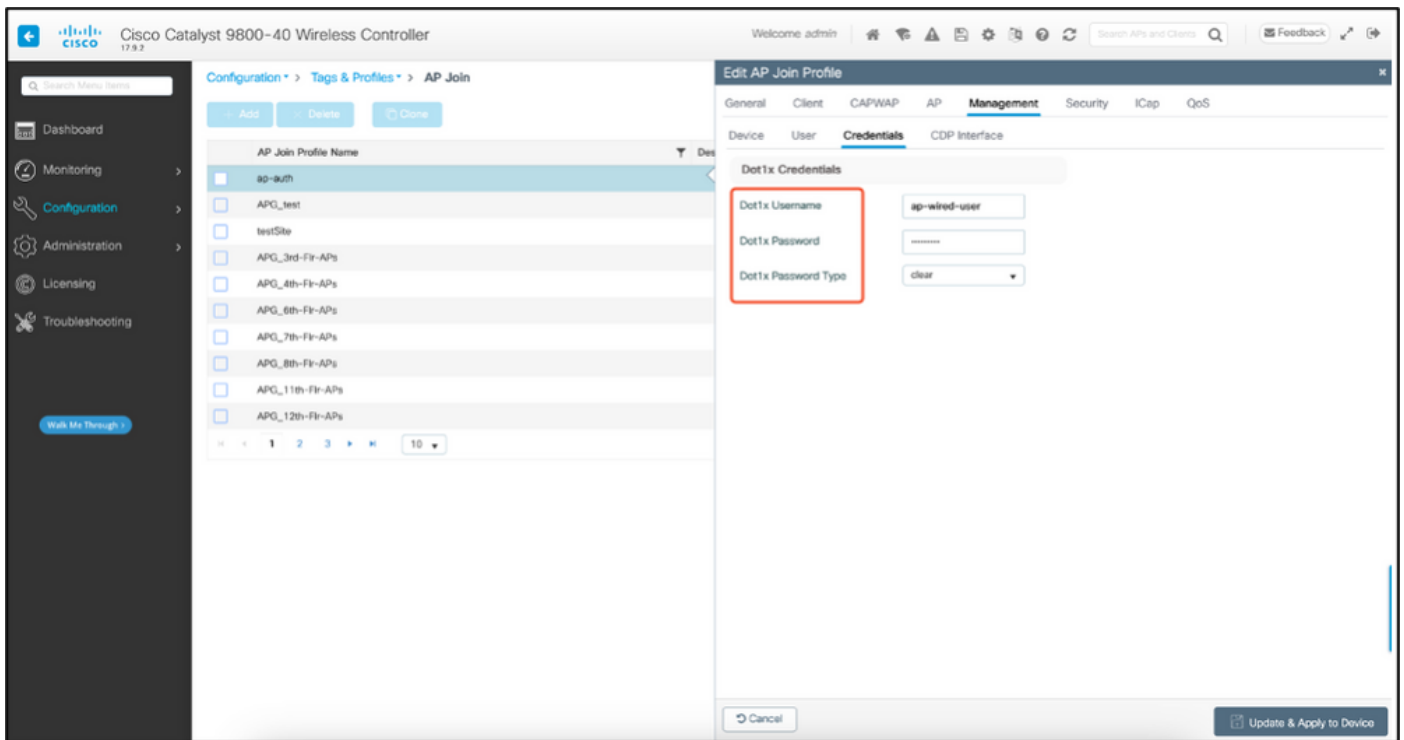 CISCO
Cisco Catalyst 9800-40 Wireless Controller
17.9.2
Welcome admin
Search APs and Clients
Feedback
Search Menu Items
Dashboard
Monitoring
Configuration
Administration
Licensing
Troubleshooting
Walk Me Through >
Configuration > Tags & Profiles > AP Join
+ Add
× Delete
Clone
AP Join Profile Name
Des
ap-auth
APG_test
testSite
APG_3rd-Flr-APs
APG_4th-Flr-APs
APG_6th-Flr-APs
APG_7th-Flr-APs
APG_8th-Flr-APs
APG_11th-Flr-APs
APG_12th-Flr-APs
1 2 3 10
Edit AP Join Profile
General Client CAPWAP AP Management Security ICap QoS
Device User Credentials CDP Interface
Dot1x Credentials
Dot1x Username ap-wired-user
Dot1x Password
Dot1x Password Type clear
Cancel
Update & Apply to Device